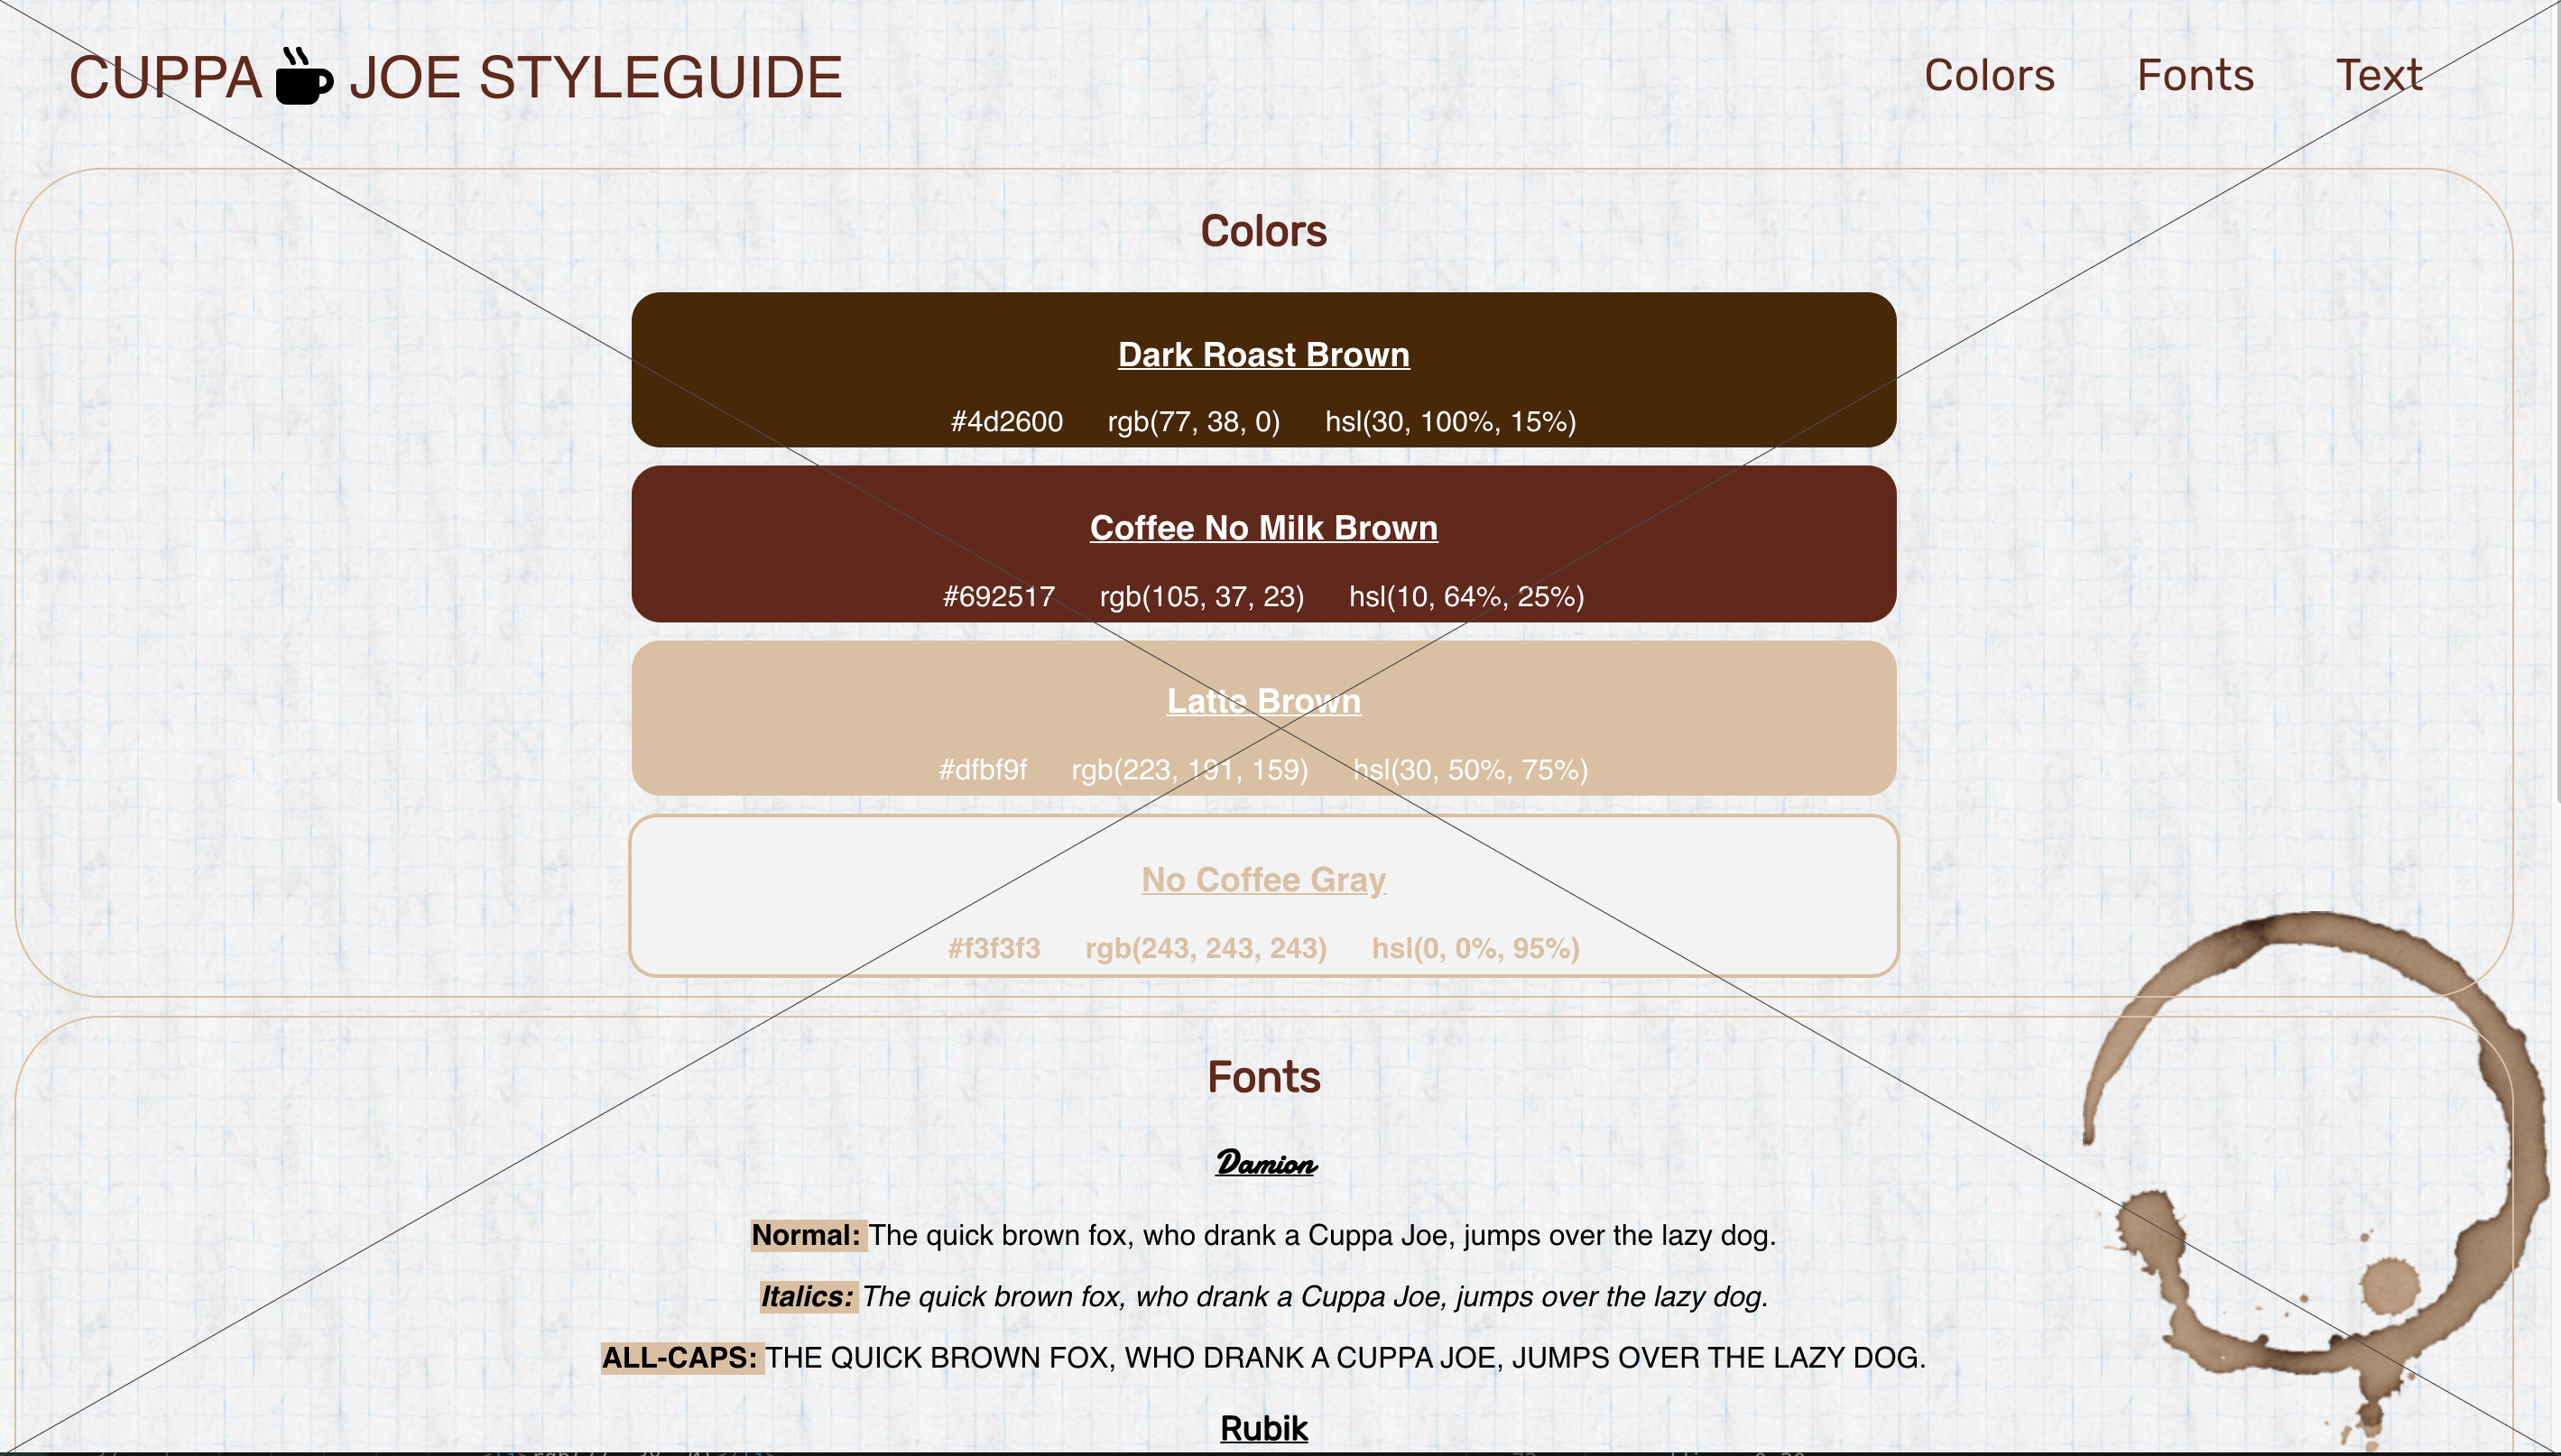 CUPPA JOE STYLEGUIDE
Colors Fonts Text
Colors
Dark Roast Brown
#4d2600 rgb(77, 38, 0) hsl(30, 100%, 15%)
Coffee No Milk Brown
#692517 rgb(105, 37, 23) hsl(10, 64%, 25%)
Latte Brown
#dfbf9f rgb(223, 191, 159) hsl(30, 50%, 75%)
No Coffee Gray
#f3f3f3 rgb(243, 243, 243) hsl(0, 0%, 95%)
Fonts
Damion
Normal: The quick brown fox, who drank a Cuppa Joe, jumps over the lazy dog.
Italics: The quick brown fox, who drank a Cuppa Joe, jumps over the lazy dog.
ALL-CAPS: THE QUICK BROWN FOX, WHO DRANK A CUPPA JOE, JUMPS OVER THE LAZY DOG.
Rubik